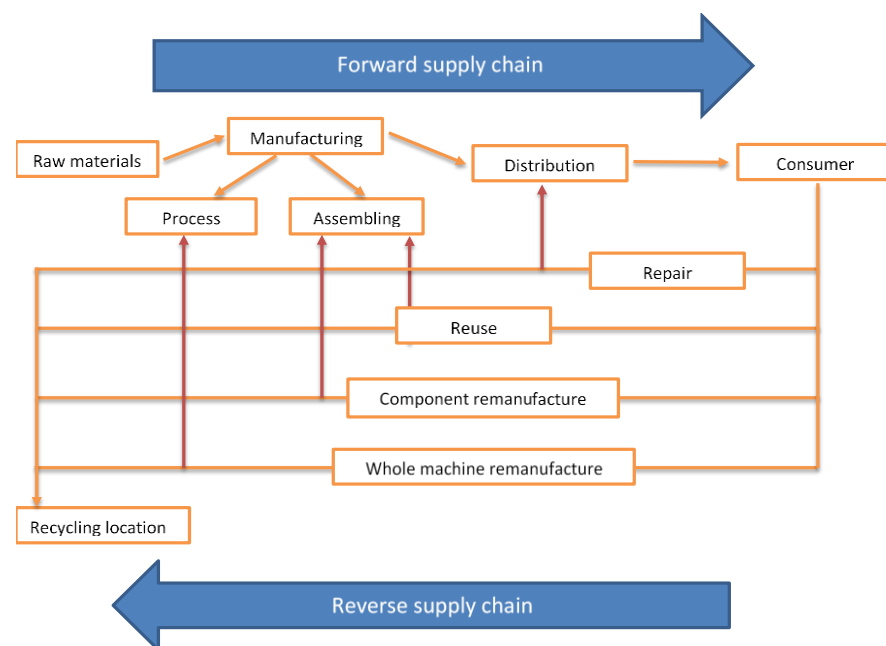 Forward supply chain
Manufacturing
Raw materials
Distribution
Consumer
Process
Assembling
Repair
Reuse
Component remanufacture
Whole machine remanufacture
Recycling location
Reverse supply chain